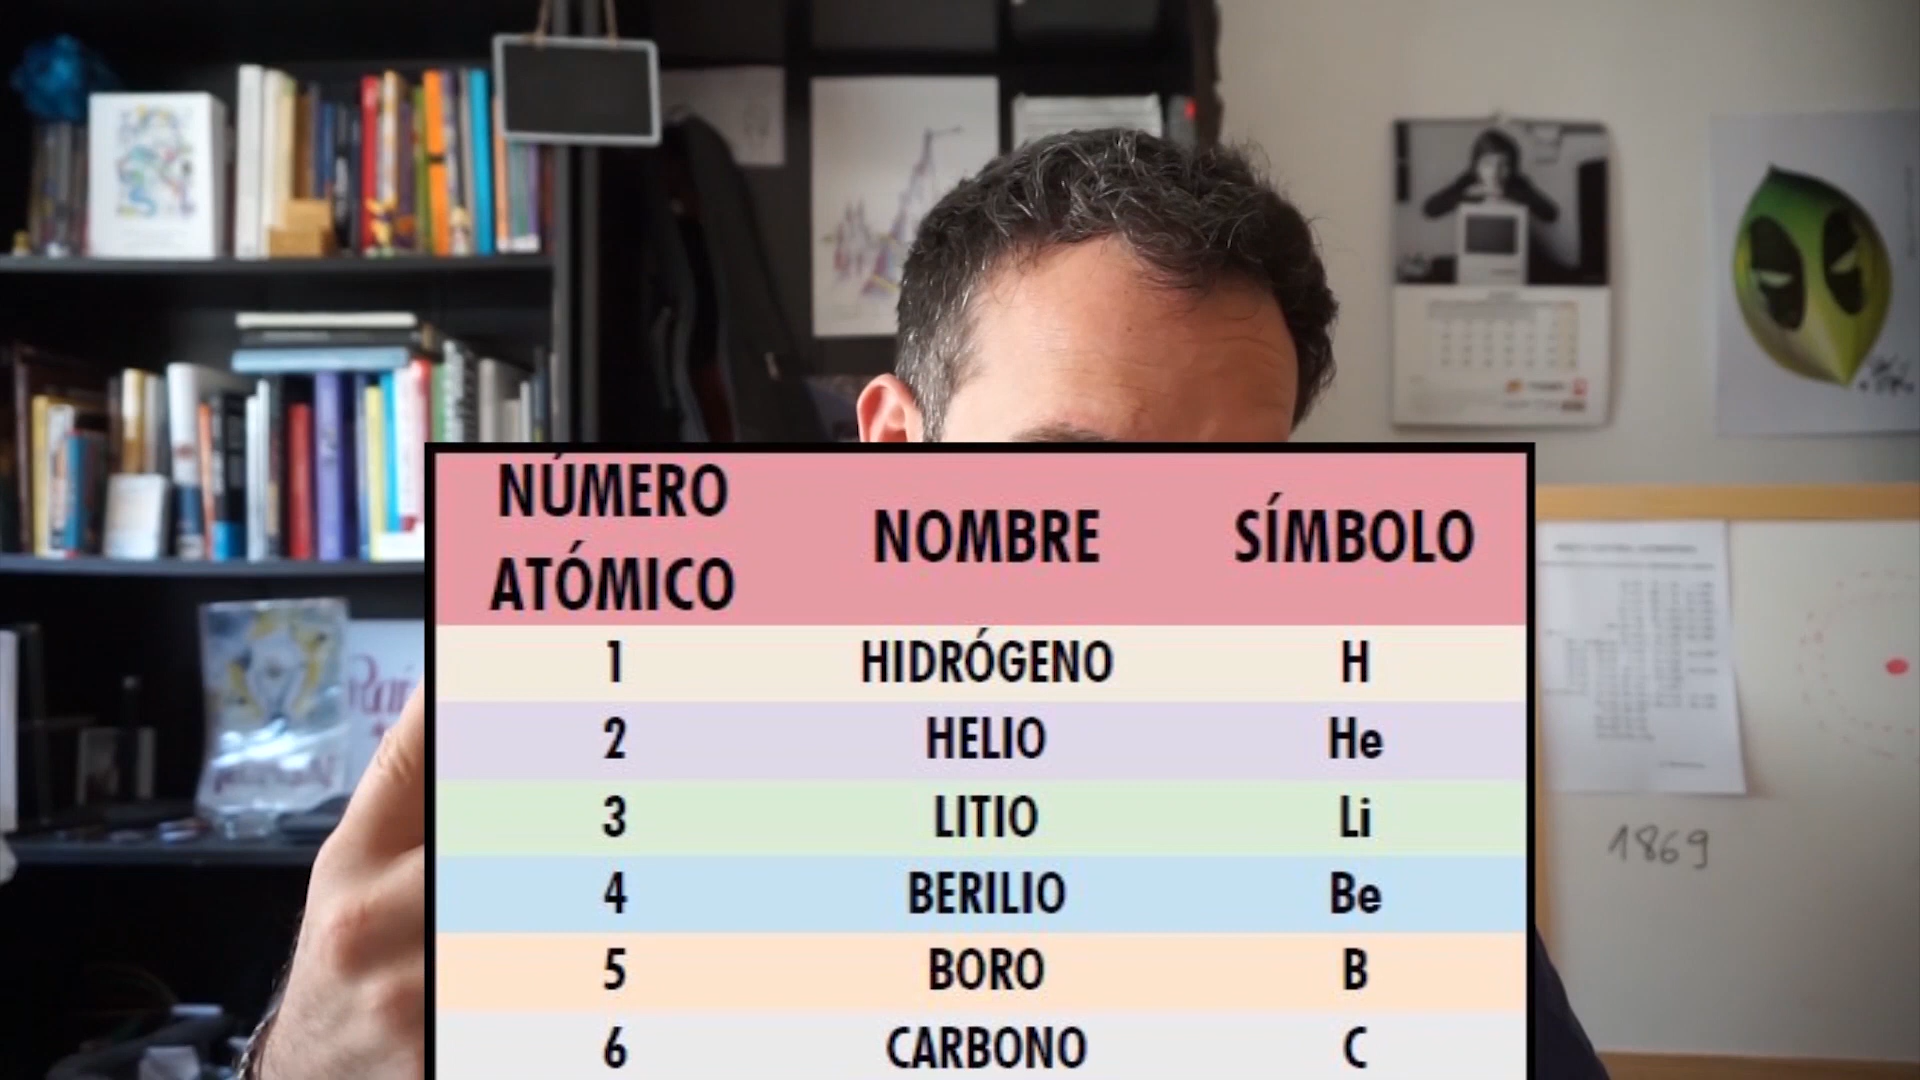 NÚMERO
ATÓMICO
NOMBRE
SÍMBOLO
1 HIDRÓGENO H
2 HELIO He
3 LITIO Li
4 BERILIO Be
5 BORO B
6 CARBONO C
1869